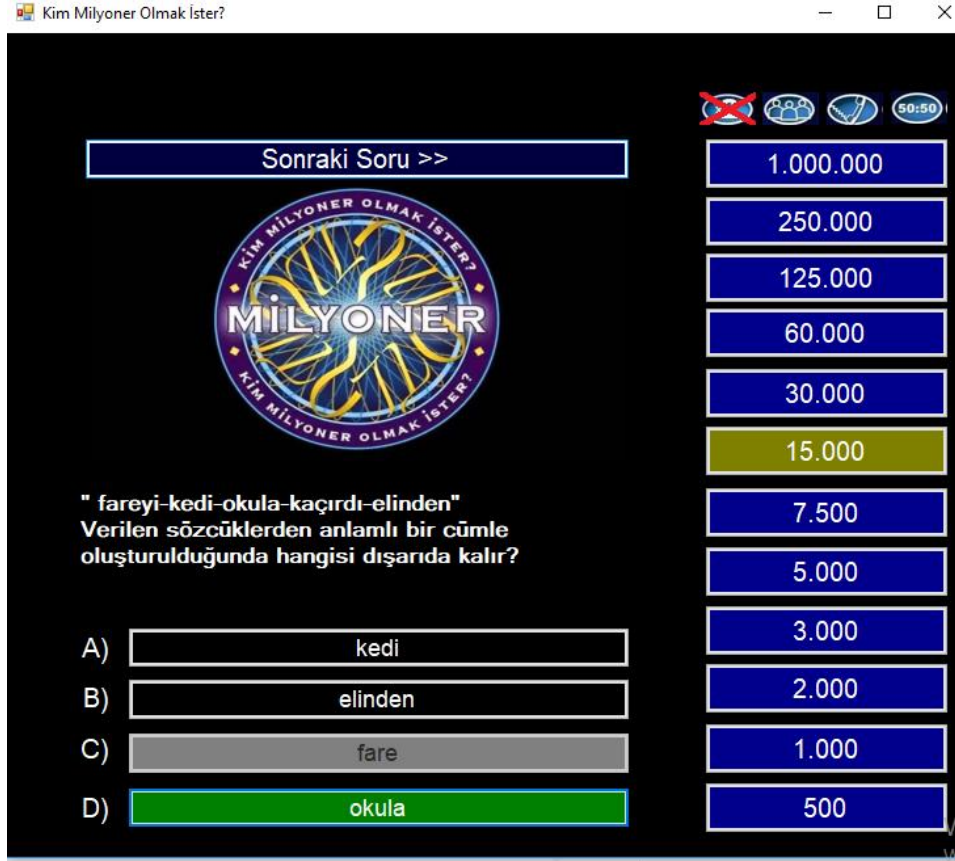 Kim Milyoner Olmak İster?
50:50
Sonraki Soru >>
1.000.000
KİM MİLYONER OLMAK İSTER?
MİLYONER
KİM MİLYONER OLMAK İSTER?
250.000
125.000
60.000
30.000
15.000
" fareyi-kedi-okula-kaçırdı-elinden"
Verilen sözcüklerden anlamlı bir cümle
oluşturulduğunda hangisi dışarıda kalır?
7.500
5.000
A) kedi
3.000
B) elinden
2.000
C) fare
1.000
D) okula
500